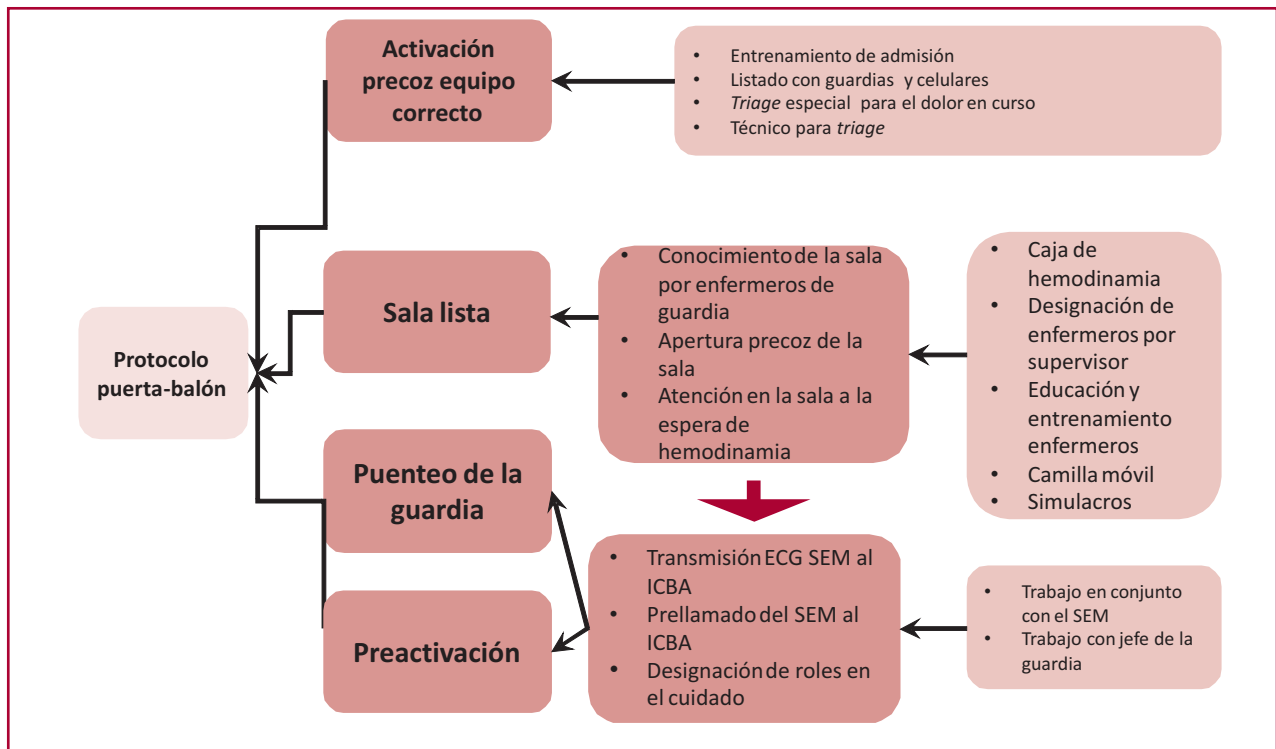 Activación
precoz equipo
correcto
• Entrenamiento de admisión
• Listado con guardias y celulares
• Triage especial para el dolor en curso
• Técnico para triage
Protocolo
puerta-balón
Sala lista
• Conocimiento de la sala
por enfermeros de
guardia
• Apertura precoz de la
sala
• Atención en la sala a la
espera de
hemodinamia
• Caja de
hemodinamia
• Designación de
enfermeros por
supervisor
• Educación y
entrenamiento
enfermeros
• Camilla móvil
• Simulacros
Puenteo de la
guardia
Preactivación
• Transmisión ECG SEM al
ICBA
• Prellamado del SEM al
ICBA
• Designación de roles en
el cuidado
• Trabajo en conjunto
con el SEM
• Trabajo con jefe de la
guardia